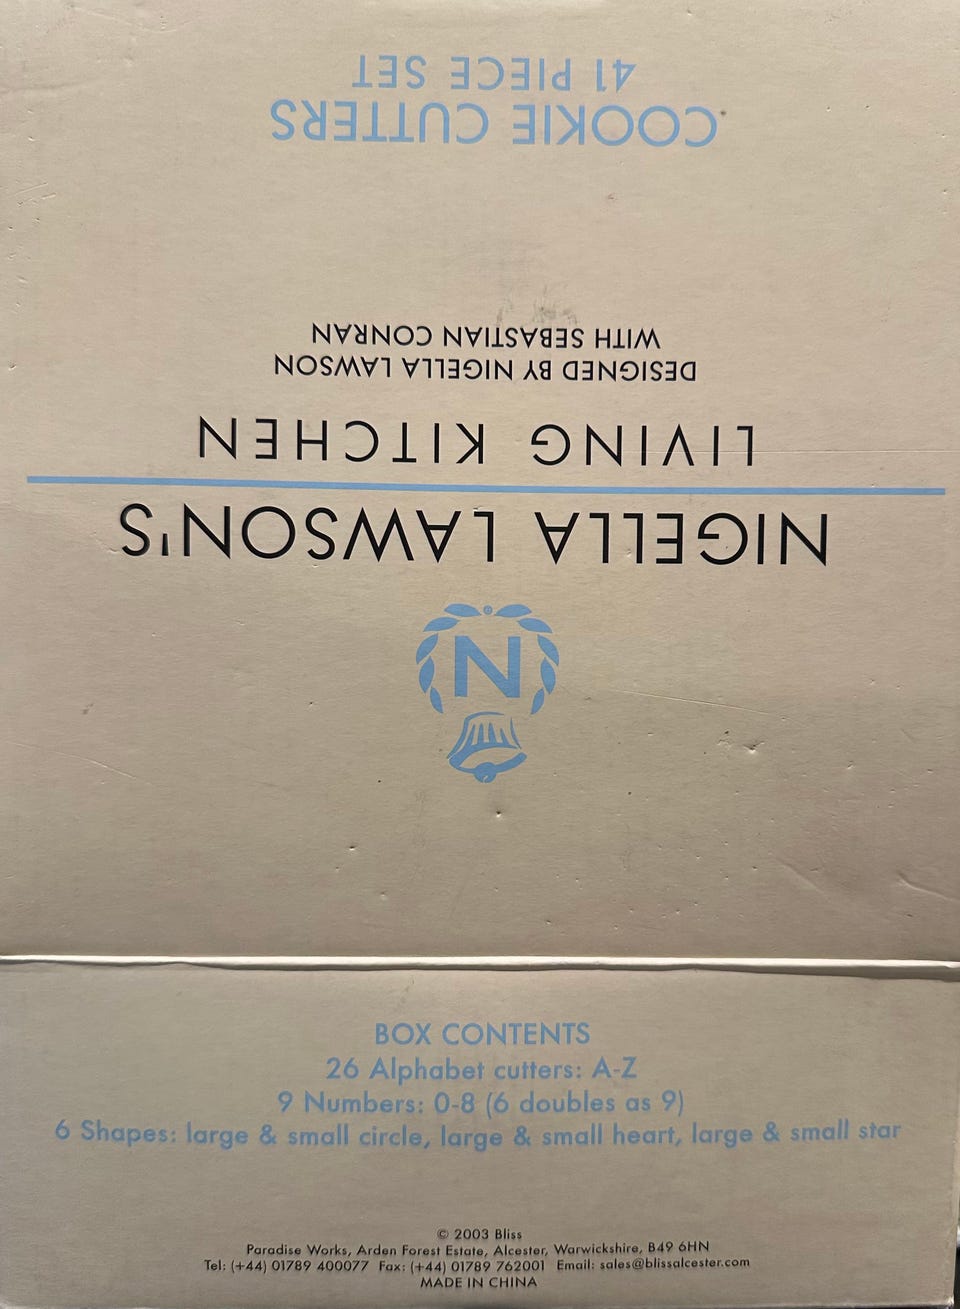 N
NIGELLA LAWSON'S
LIVING KITCHEN
DESIGNED BY NIGELLA LAWSON
WITH SEBASTIAN CONRAN
COOKIE CUTTERS
41 PIECE SET
BOX CONTENTS
26 Alphabet cutters: A-Z
9 Numbers: 0-8 (6 doubles as 9)
6 Shapes: large & small circle, large & small heart, large & small star
© 2003 Bliss
Paradise Works, Arden Forest Estate, Alcester, Warwickshire, B49 6HN
Tel: (+44) 01789 400077 Fax: (+44) 01789 762001 Email: sales@blissalcester.com
MADE IN CHINA